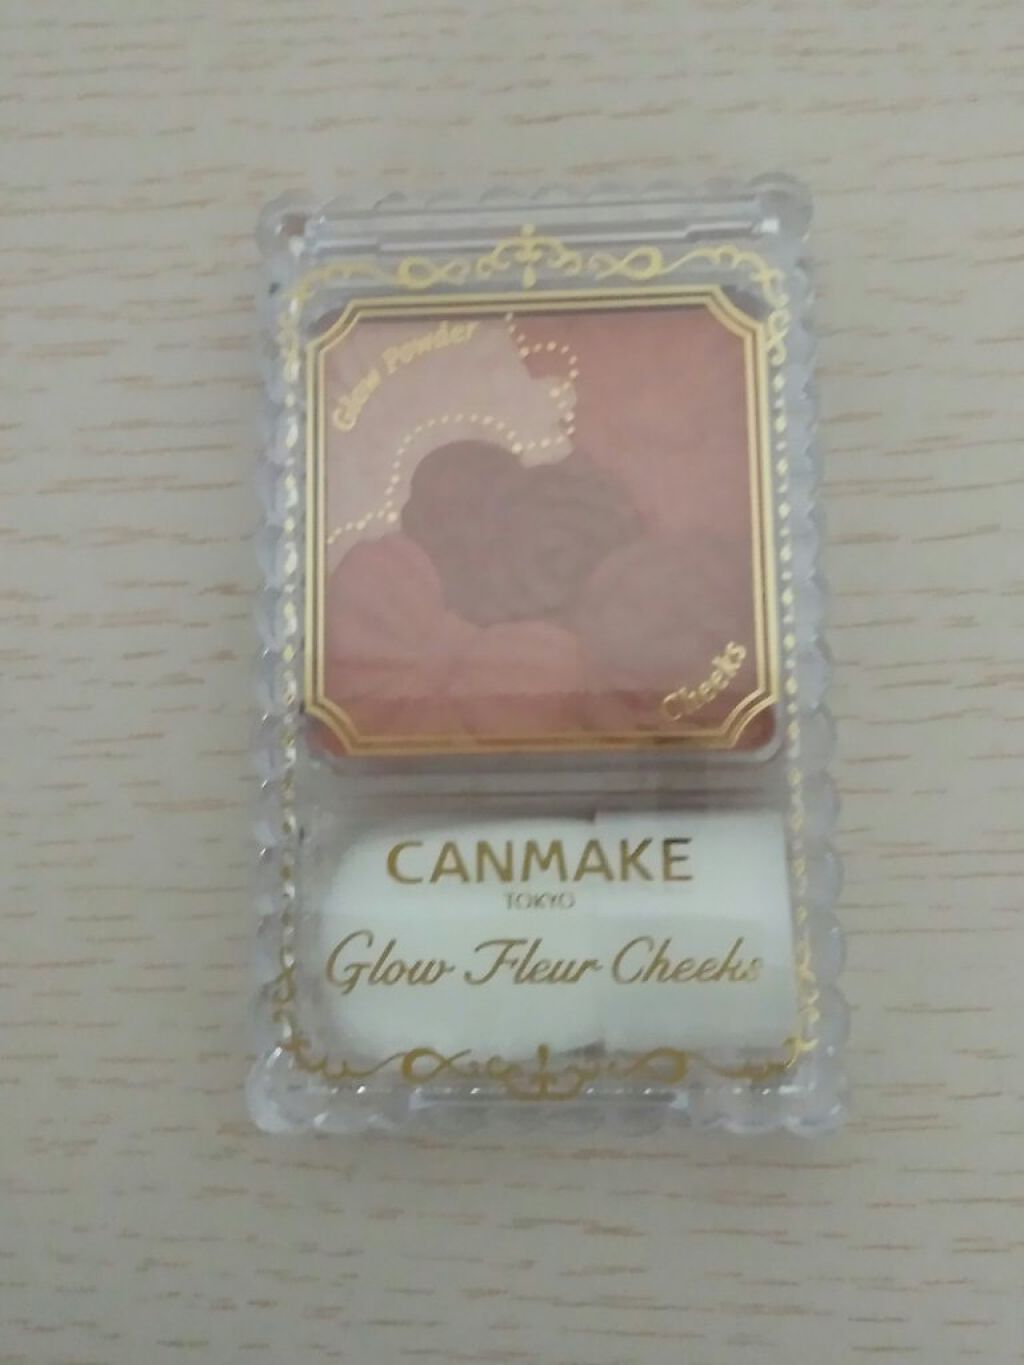 Glow Powder
Cheeks
CANMAKE
TOKYO
Glow Fleur Cheeks